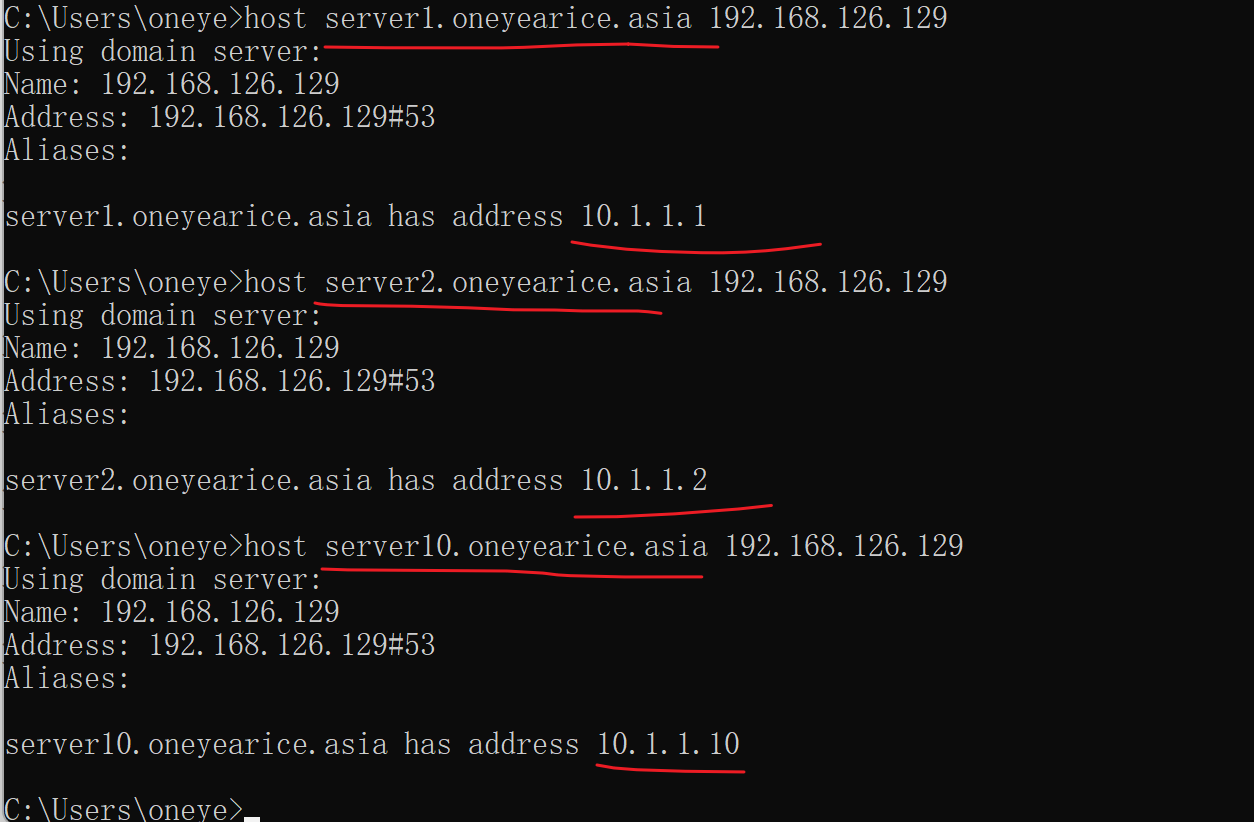 C:\Users\oneye>host server1.oneyearice.asia 192.168.126.129
Using domain server:
Name: 192.168.126.129
Address: 192.168.126.129#53
Aliases:
server1.oneyearice.asia has address 10.1.1.1
C:\Users\oneye>host server2.oneyearice.asia 192.168.126.129
Using domain server:
Name: 192.168.126.129
Address: 192.168.126.129#53
Aliases:
server2.oneyearice.asia has address 10.1.1.2
C:\Users\oneye>host server10.oneyearice.asia 192.168.126.129
Using domain server:
Name: 192.168.126.129
Address: 192.168.126.129#53
Aliases:
server10.oneyearice.asia has address 10.1.1.10
C:\Users\oneye>